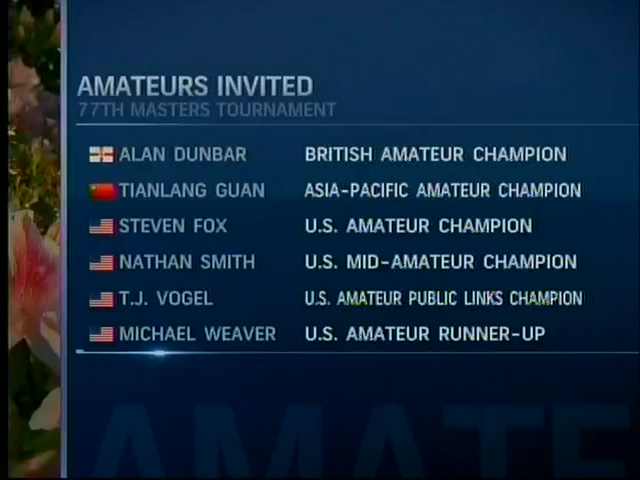 AMATEURS INVITED
77TH MASTERS TOURNAMENT
ALAN DUNBAR BRITISH AMATEUR CHAMPION
TIANLANG GUAN ASIA-PACIFIC AMATEUR CHAMPION
STEVEN FOX U.S. AMATEUR CHAMPION
NATHAN SMITH U.S. MID-AMATEUR CHAMPION
T.J. VOGEL U.S. AMATEUR PUBLIC LINKS CHAMPION
MICHAEL WEAVER U.S. AMATEUR RUNNER-UP
AMATE